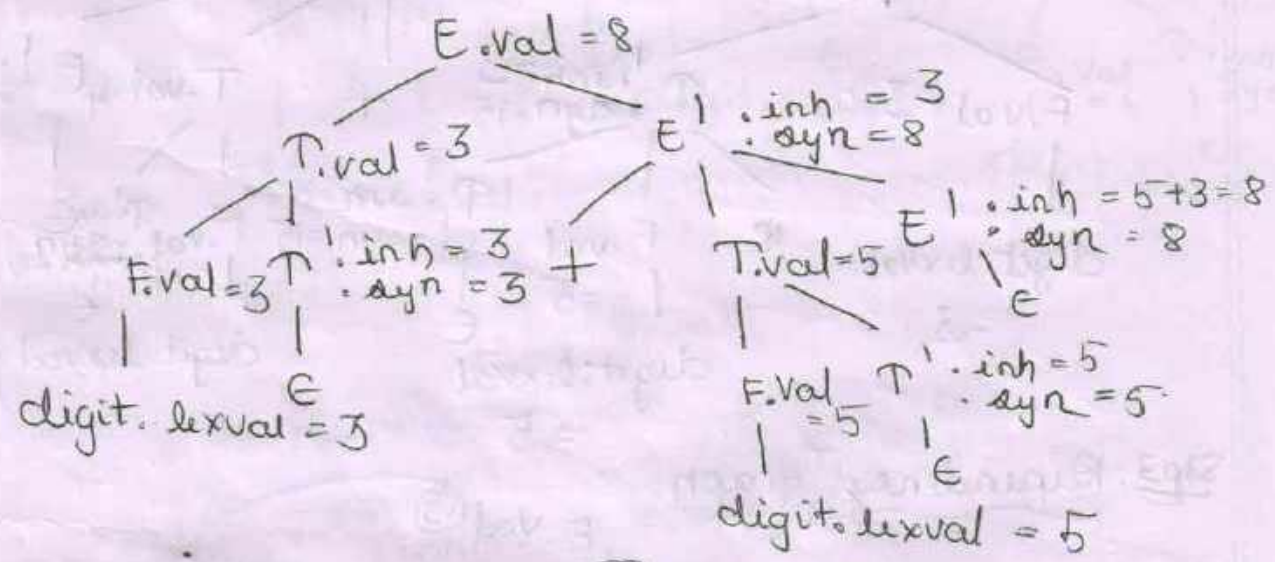 E.val = 8
T.val = 3
E' .inh = 3
.syn = 8
F.val = 3
T' .inh = 3
.syn = 3
+
T.val = 5
E' .inh = 5+3 = 8
.syn = 8
digit.lexval = 3
ϵ
F.Val = 5
T' .inh = 5
.syn = 5
ϵ
digit.lexval = 5
ϵ